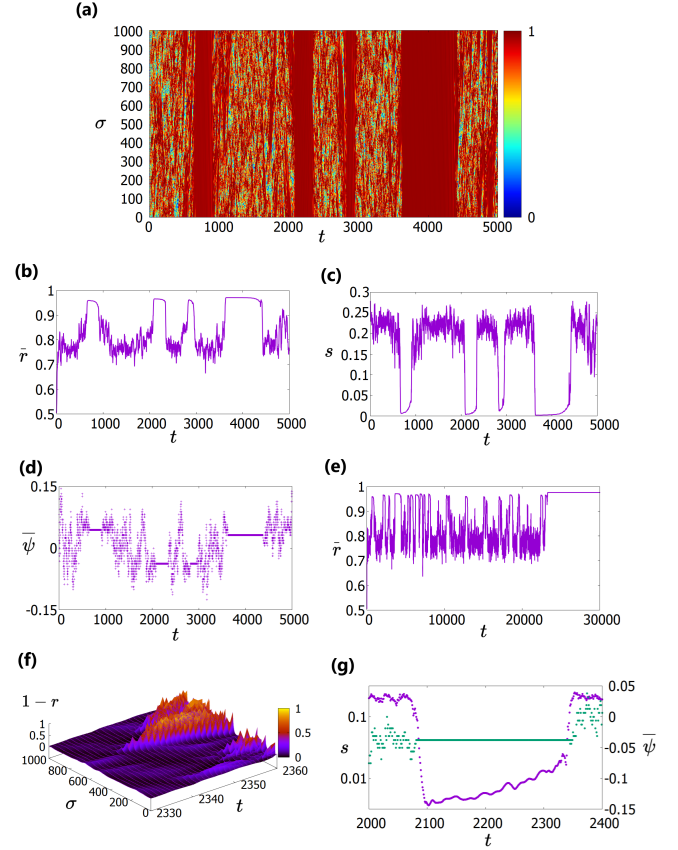 (a)
1000
900
800
700
600
500
400
300
200
100
0
σ
0 1000 2000 3000 4000 5000
t
1
0
(b)
1
0.9
0.8
0.7
0.6
0.5
r̄
0 1000 2000 3000 4000 5000
t
(c)
0.3
0.25
0.2
0.15
0.1
0.05
0
s
0 1000 2000 3000 4000 5000
t
(d)
0.15
0
-0.15
ψ̅
0 1000 2000 3000 4000 5000
t
(e)
1
0.9
0.8
0.7
0.6
0.5
r̄
0 10000 20000 30000
t
(f)
1 − r
1
0.5
0
1000
800
600
400
200
0
σ
2330
2340
2350
2360
t
1
0.5
0
(g)
0.1
0.01
s
0.05
-0.05
-0.15
ψ̅
2000 2100 2200 2300 2400
t